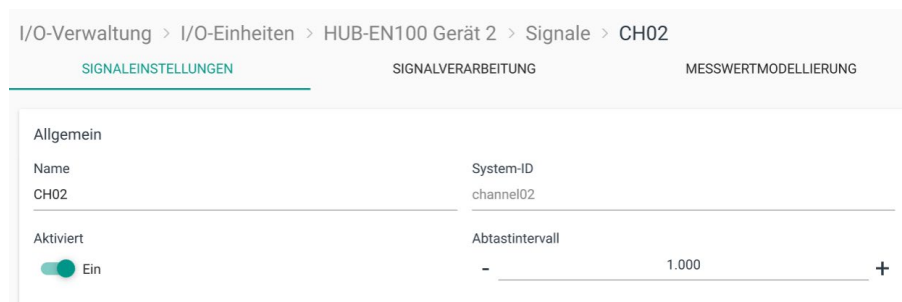 I/O-Verwaltung > I/O-Einheiten > HUB-EN100 Gerät 2 > Signale > CH02
SIGNALEINSTELLUNGEN SIGNALVERARBEITUNG MESSWERTMODELLIERUNG
Allgemein
Name System-ID
CH02 channel02
Aktiviert Abtastintervall
Ein - 1.000 +